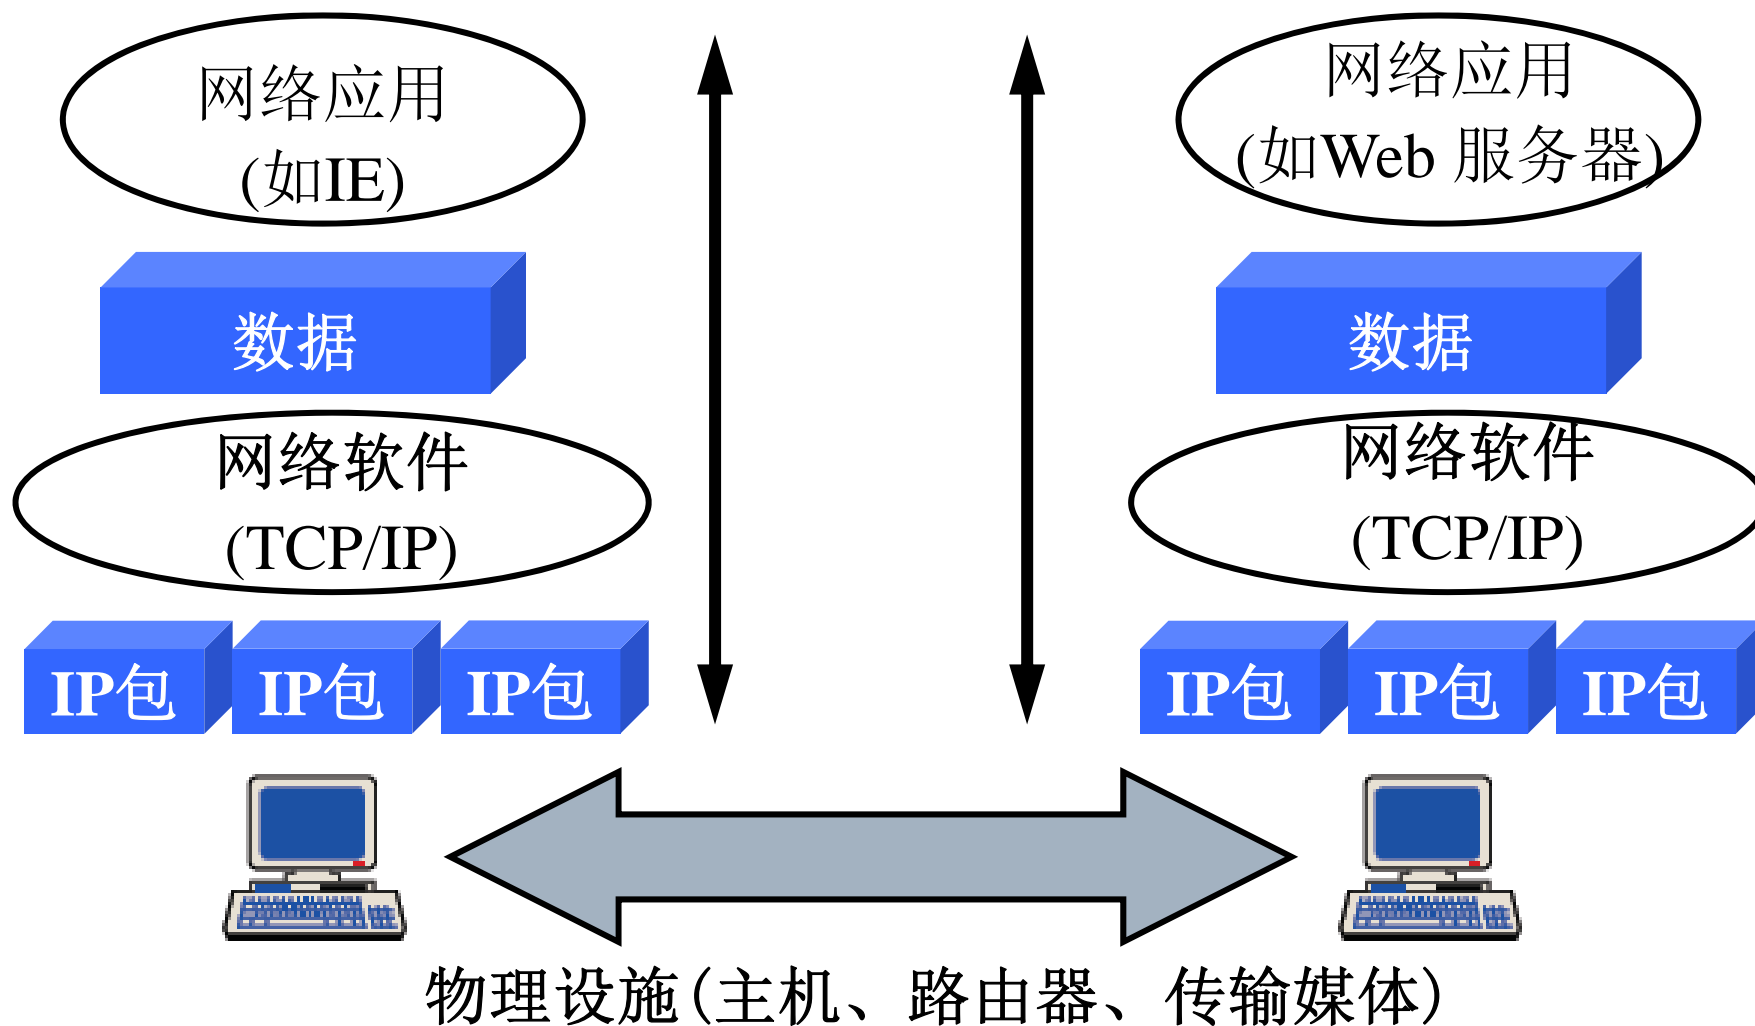 网络应用
(如IE)
数据
网络软件
(TCP/IP)
IP包 IP包 IP包
网络应用
(如Web 服务器)
数据
网络软件
(TCP/IP)
IP包 IP包 IP包
物理设施(主机、路由器、传输媒体)